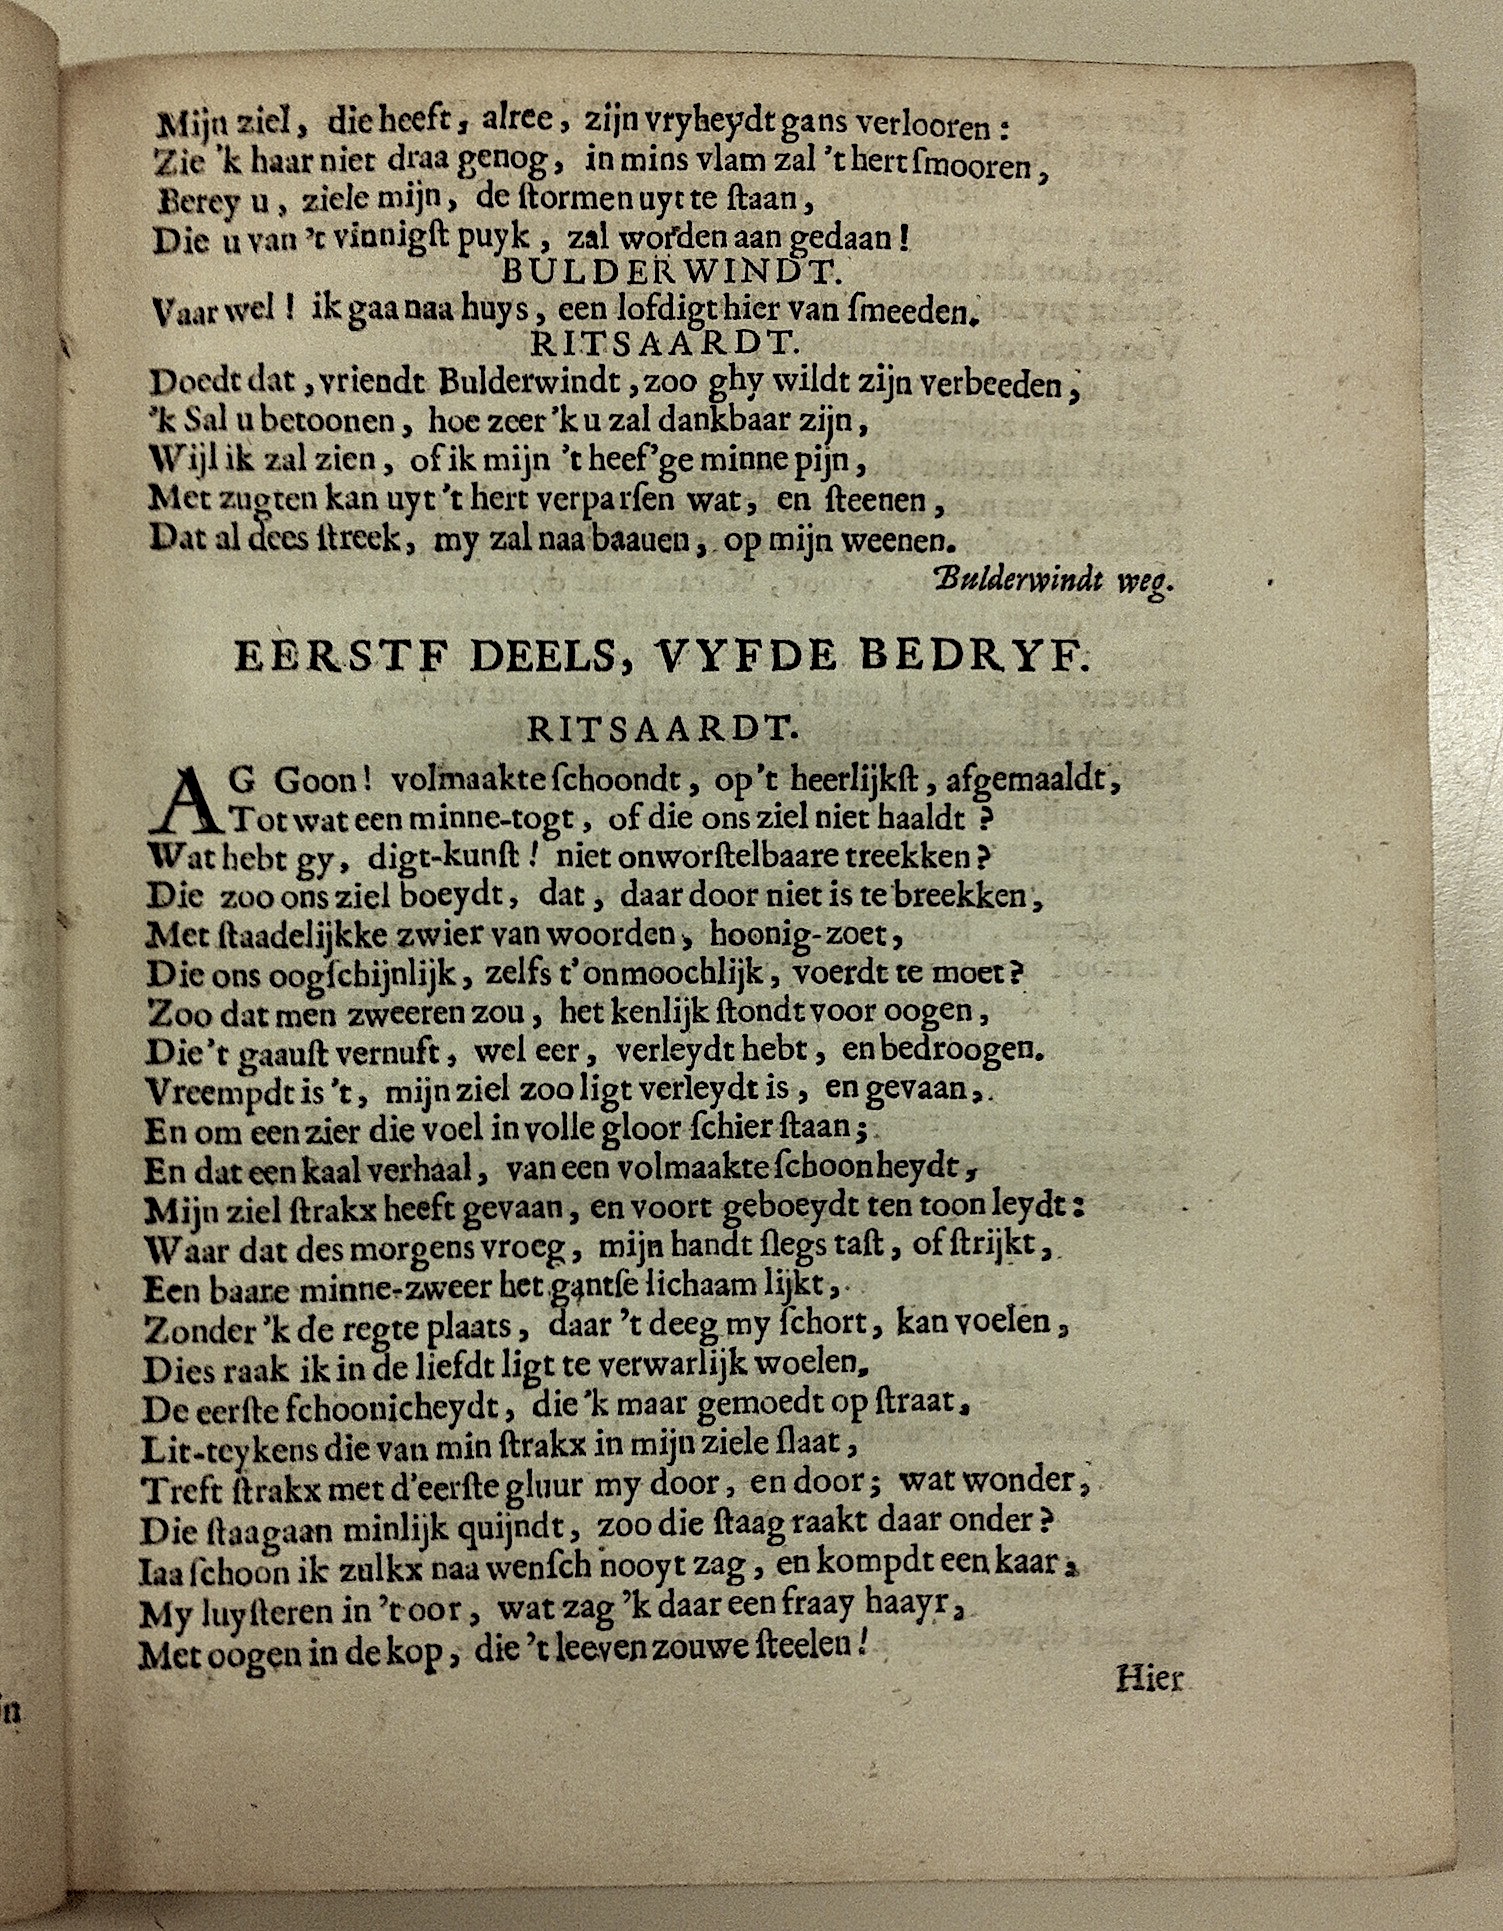 Mijn ziel, die heeft, alree, zijn vryheydt gans verlooren:
Zie 'k haar niet draa genog, in mins vlam zal 't hert ſmooren,
Berey u, ziele mijn, de ſtormen uyt te ſtaan,
Die u van 't vinnigſt puyk, zal worden aan gedaan!
BULDERWINDT.
Vaar wel! ik gaa naa huys, een lofdigt hier van ſmeeden.
RITSAARDT.
Doedt dat, vriendt Bulderwindt, zoo ghy wildt zijn verbeeden,
'k Sal u betoonen, hoe zeer 'k u zal dankbaar zijn,
Wijl ik zal zien, of ik mijn 't heef'ge minne pijn,
Met zugten kan uyt 't hert verparſen wat, en ſteenen,
Dat al dees ſtreek, my zal naa baauen, op mijn weenen.
Bulderwindt weg.
EERSTF DEELS, VYFDE BEDRYF.
RITSAARDT.
AG Goon! volmaakte ſchoondt, op 't heerlijkſt, afgemaaldt,
Tot wat een minne-togt, of die ons ziel niet haaldt?
Wat hebt gy, digt-kunſt! niet onworſtelbaare treekken?
Die zoo ons ziel boeydt, dat, daar door niet is te breekken,
Met ſtaadelijkke zwier van woorden, hoonig-zoet,
Die ons oogſchijnlijk, zelfs t'onmoochlijk, voerdt te moet?
Zoo dat men zweeren zou, het kenlijk ſtondt voor oogen,
Die 't gaauſt vernuft, wel eer, verleydt hebt, en bedroogen.
Vreempdt is 't, mijn ziel zoo ligt verleydt is, en gevaan,
En om een zier die voel in volle gloor ſchier ſtaan;
En dat een kaal verhaal, van een volmaakte ſchoonheydt,
Mijn ziel ſtrakx heeft gevaan, en voort geboeydt ten toon leydt:
Waar dat des morgens vroeg, mijn handt ſlegs taſt, of ſtrijkt,
Een baare minne-zweer het gantſe lichaam lijkt,
Zonder 'k de regte plaats, daar 't deeg my ſchort, kan voelen,
Dies raak ik in de liefdt ligt te verwarlijk woelen.
De eerſte ſchoonicheydt, die 'k maar gemoedt op ſtraat,
Lit-teykens die van min ſtrakx in mijn ziele ſlaat,
Treft ſtrakx met d'eerſte gluur my door, en door; wat wonder,
Die ſtaagaan minlijk quijndt, zoo die ſtaag raakt daar onder?
Iaa ſchoon ik zulkx naa wenſch nooyt zag, en kompdt een kaar,
My luyſteren in 't oor, wat zag 'k daar een fraay haayr,
Met oogen in de kop, die 't leeven zouwe ſteelen!
Hier